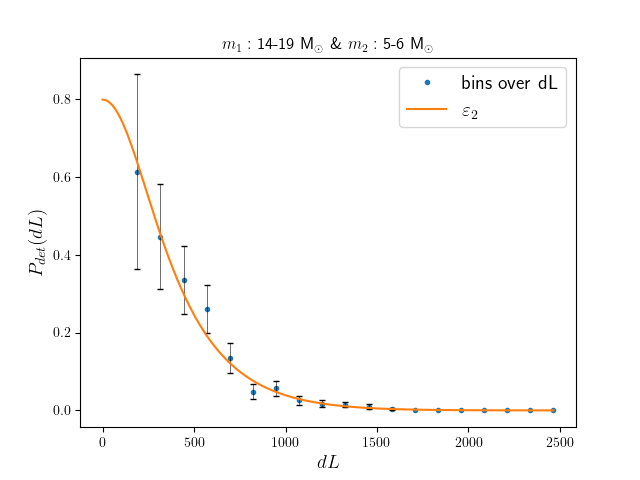 m₁ : 14-19 M⊙ & m₂ : 5-6 M⊙
bins over dL
ε₂
P_det(dL)
0.8
0.6
0.4
0.2
0.0
0 500 1000 1500 2000 2500
dL